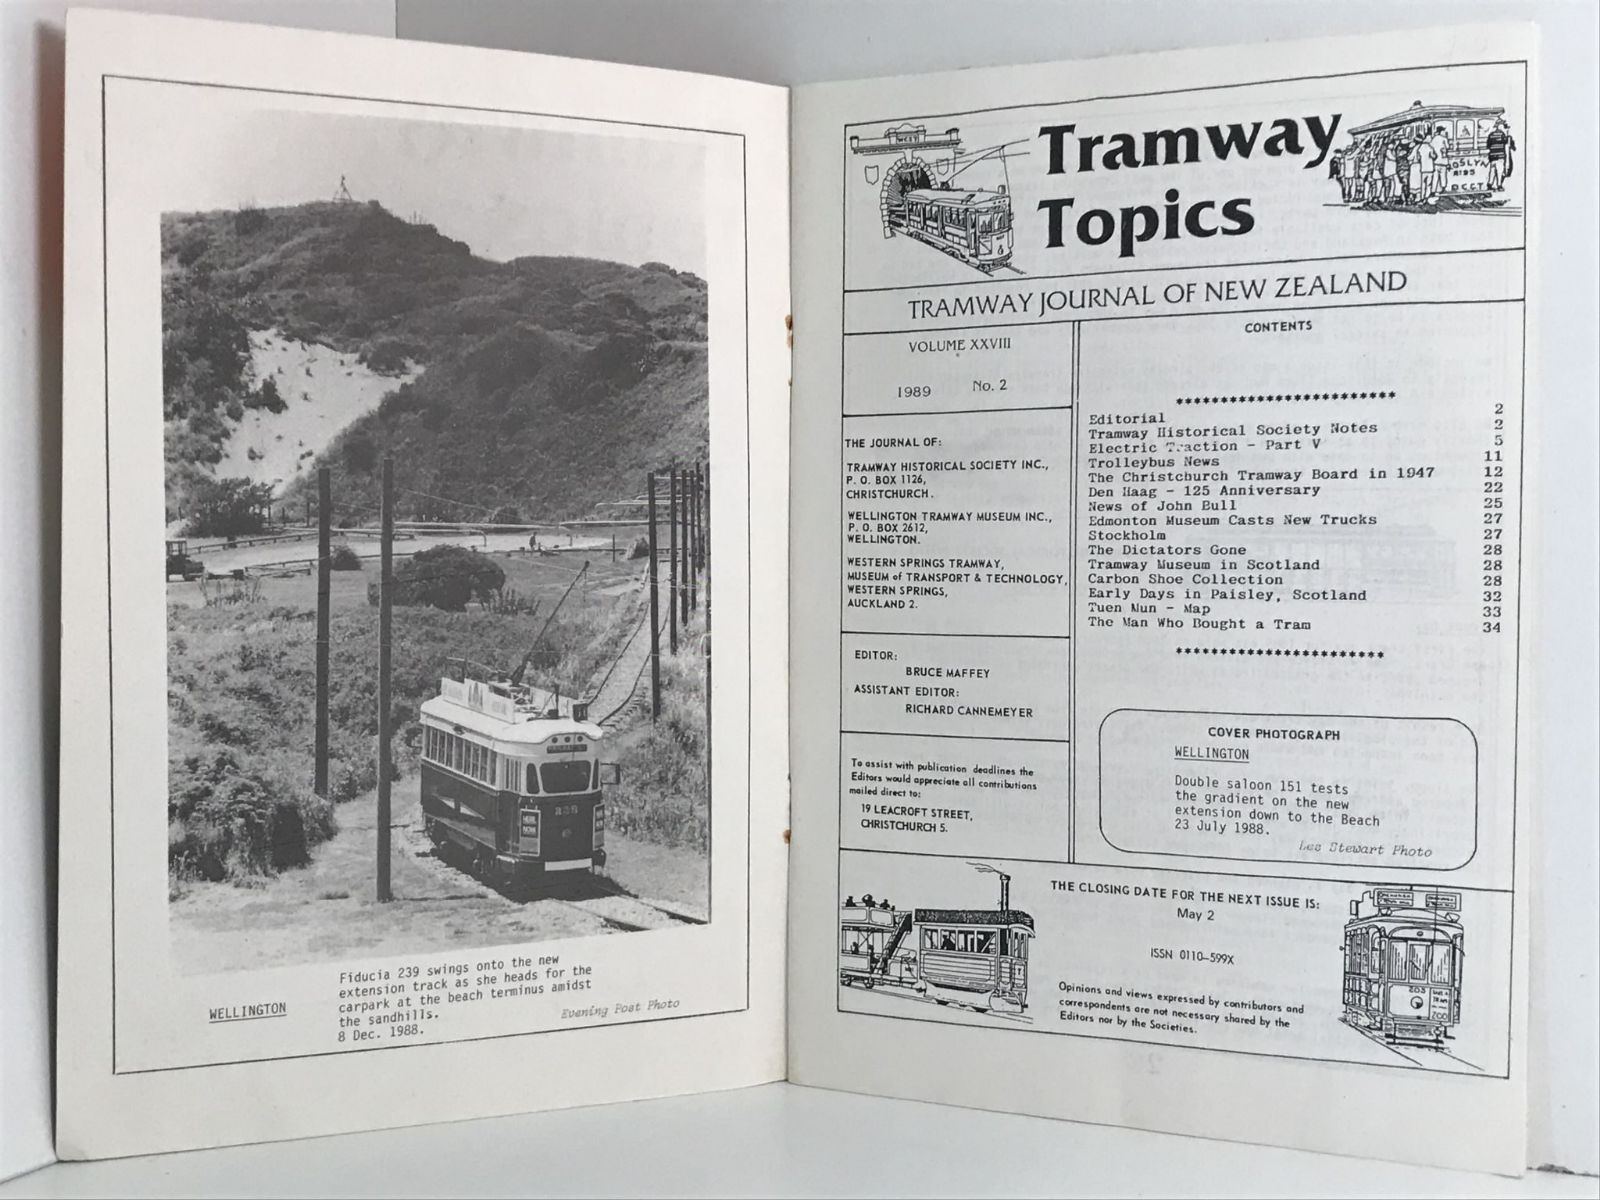 WELLINGTON
Fiducia 239 swings onto the new
extension track as she heads for the
carpark at the beach terminus amidst
the sandhills.
8 Dec. 1988.
Evening Post Photo
Tramway
Topics
TRAMWAY JOURNAL OF NEW ZEALAND
VOLUME XXVIII
1989 No. 2
THE JOURNAL OF:
TRAMWAY HISTORICAL SOCIETY INC.,
P. O. BOX 1126,
CHRISTCHURCH.
WELLINGTON TRAMWAY MUSEUM INC.,
P. O. BOX 2612,
WELLINGTON.
WESTERN SPRINGS TRAMWAY,
MUSEUM of TRANSPORT & TECHNOLOGY,
WESTERN SPRINGS,
AUCKLAND 2.
EDITOR:
BRUCE MAFFEY
ASSISTANT EDITOR:
RICHARD CANNEMEYER
To assist with publication deadlines the
Editors would appreciate all contributions
mailed direct to:
19 LEACROFT STREET,
CHRISTCHURCH 5.
CONTENTS
************************
Editorial 2
Tramway Historical Society Notes 2
Electric Traction - Part V 5
Trolleybus News 11
The Christchurch Tramway Board in 1947 12
Den Haag - 125 Anniversary 22
News of John Bull 25
Edmonton Museum Casts New Trucks 27
Stockholm 27
The Dictators Gone 28
Tramway Museum in Scotland 28
Carbon Shoe Collection 28
Early Days in Paisley, Scotland 32
Tuen Mun - Map 33
The Man Who Bought a Tram 34
************************
COVER PHOTOGRAPH
WELLINGTON
Double saloon 151 tests
the gradient on the new
extension down to the Beach
23 July 1988.
Les Stewart Photo
THE CLOSING DATE FOR THE NEXT ISSUE IS:
May 2
ISSN 0110-599X
Opinions and views expressed by contributors and
correspondents are not necessary shared by the
Editors nor by the Societies.
203